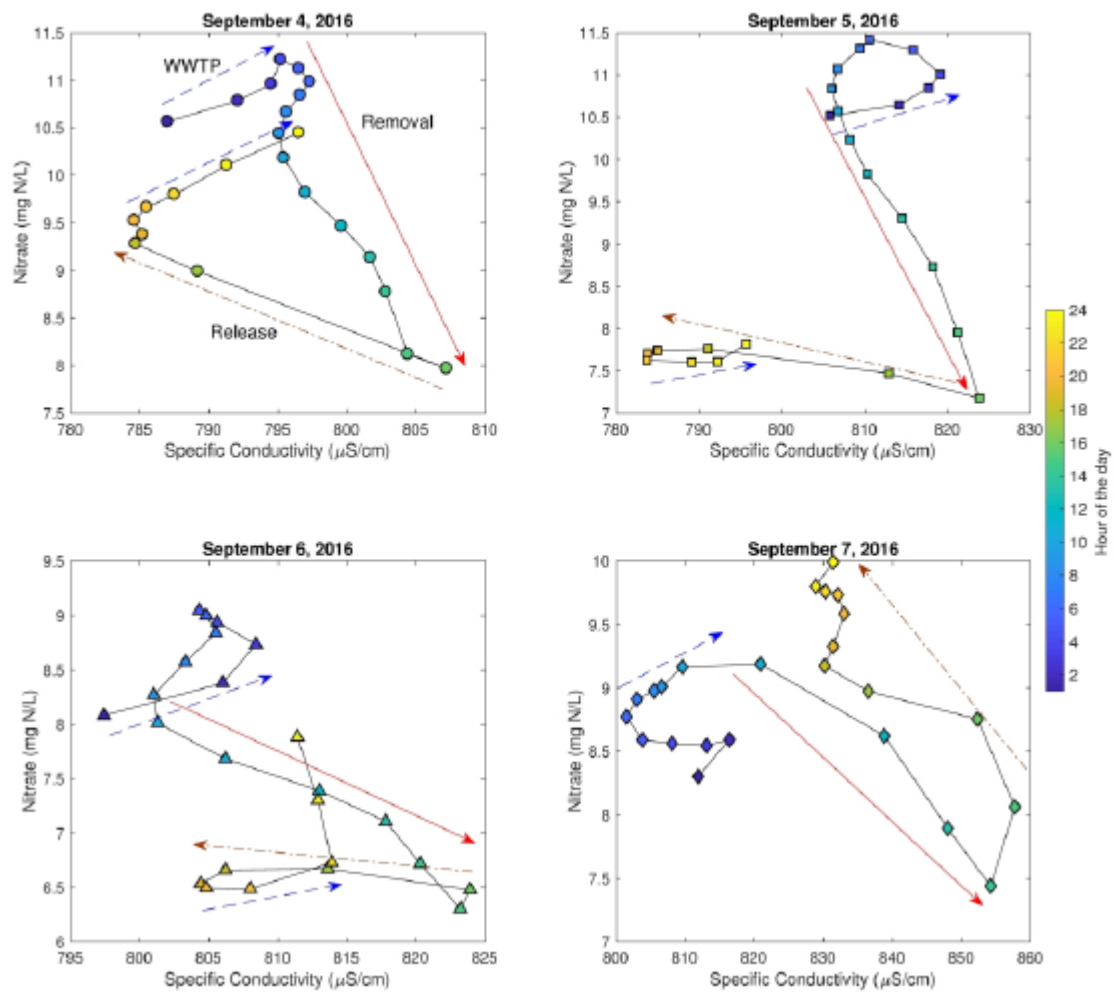 September 4, 2016
11.5
11
10.5
10
9.5
9
8.5
8
7.5
Nitrate (mg N/L)
WWTP
Removal
Release
780 785 790 795 800 805 810
Specific Conductivity (μS/cm)
September 5, 2016
11.5
11
10.5
10
9.5
9
8.5
8
7.5
7
Nitrate (mg N/L)
790 800 810 820 830
Specific Conductivity (μS/cm)
24
22
20
18
16
14
12
10
8
6
4
2
Hour of the day
September 6, 2016
9.5
9
8.5
8
7.5
7
6.5
6
Nitrate (mg N/L)
795 800 805 810 815 820 825
Specific Conductivity (μS/cm)
September 7, 2016
10
9.5
9
8.5
8
7.5
7
Nitrate (mg N/L)
800 810 820 830 840 850 860
Specific Conductivity (μS/cm)